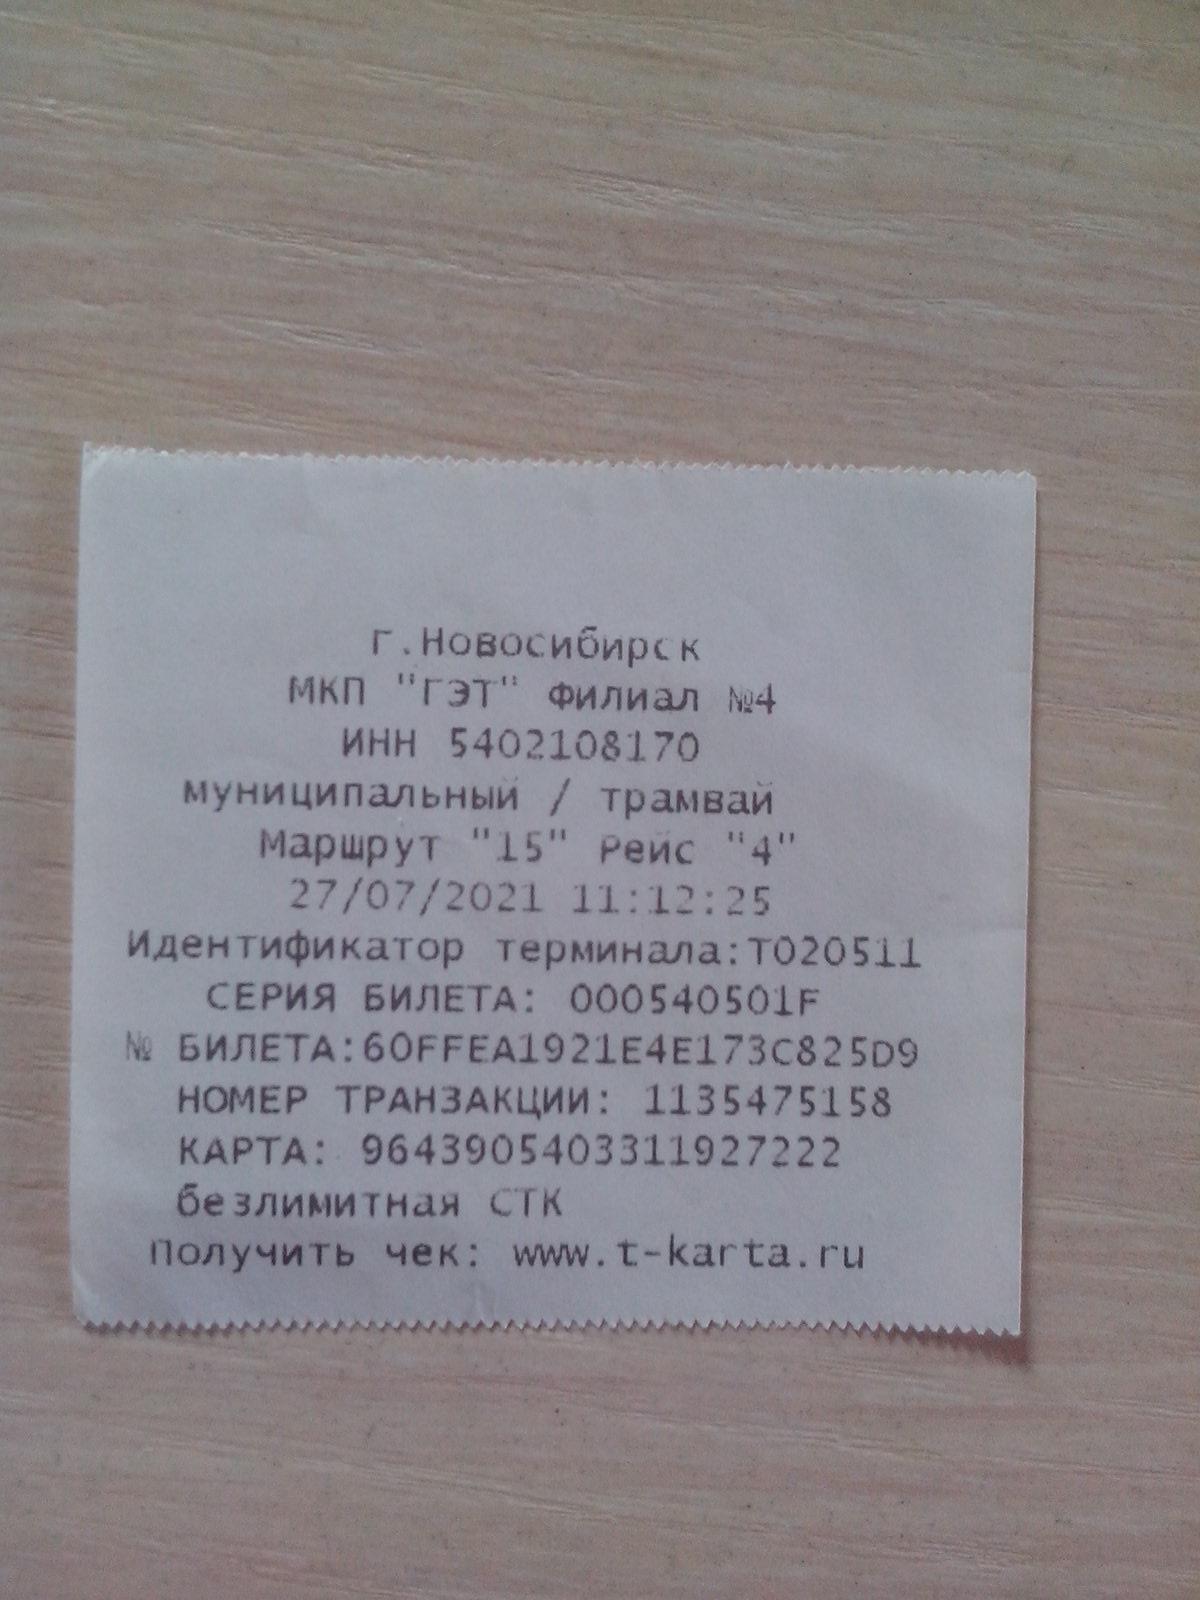 г.Новосибирск
МКП "ГЭТ" Филиал №4
ИНН 5402108170
муниципальный / трамвай
Маршрут "15" Рейс "4"
27/07/2021 11:12:25
Идентификатор терминала:T020511
СЕРИЯ БИЛЕТА: 000540501F
№ БИЛЕТА:60FFEA1921E4E173C825D9
НОМЕР ТРАНЗАКЦИИ: 1135475158
КАРТА: 9643905403311927222
безлимитная СТК
Получить чек: www.t-karta.ru